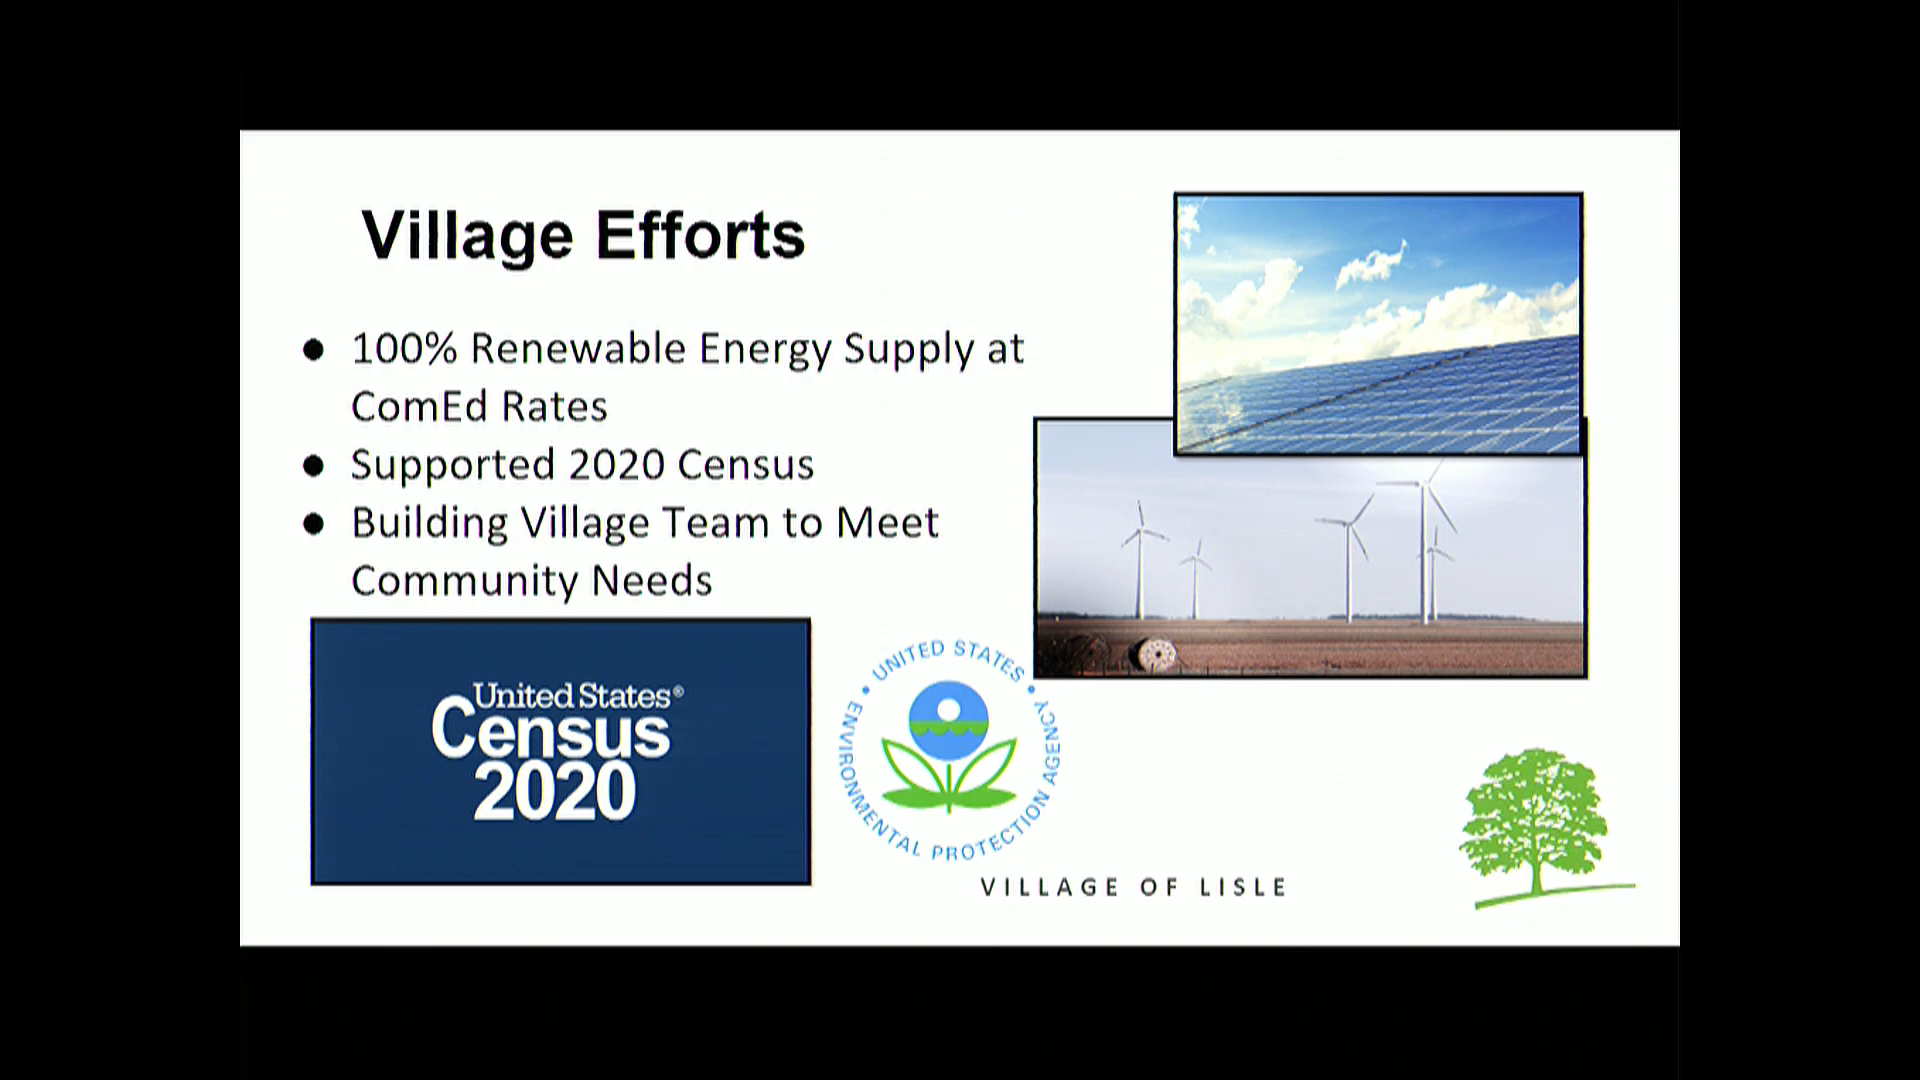 Village Efforts
● 100% Renewable Energy Supply at
ComEd Rates
● Supported 2020 Census
● Building Village Team to Meet
Community Needs
United States®
Census
2020
• UNITED STATES •
ENVIRONMENTAL PROTECTION AGENCY
VILLAGE OF LISLE